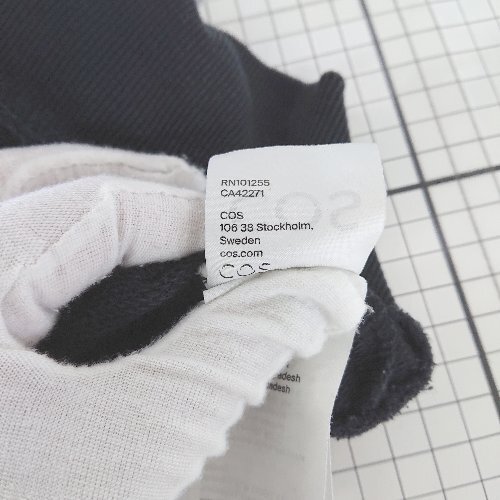 RN101255
CA42271
COS
106 38 Stockholm,
Sweden
cos.com
COS